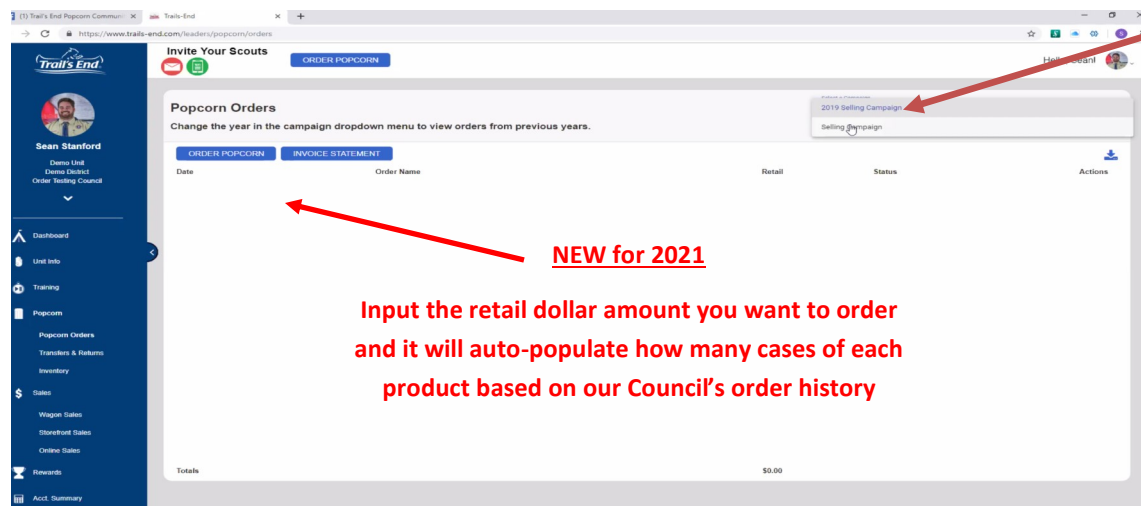 (1) Trail's End Popcorn Communi
Trails-End
https://www.trails-end.com/leaders/popcorn/orders
Trail's End
Invite Your Scouts
ORDER POPCORN
Popcorn Orders
Change the year in the campaign dropdown menu to view orders from previous years.
2019 Selling Campaign
Selling Campaign
Sean Stanford
Demo Unit
Demo District
Order Testing Council
ORDER POPCORN INVOICE STATEMENT
Date Order Name Retail Status Actions
Dashboard
Unit Info
Training
Popcorn
Popcorn Orders
Transfers & Returns
Inventory
Sales
Wagon Sales
Storefront Sales
Online Sales
Rewards
Acct. Summary
NEW for 2021
Input the retail dollar amount you want to order
and it will auto-populate how many cases of each
product based on our Council's order history
Totals $0.00